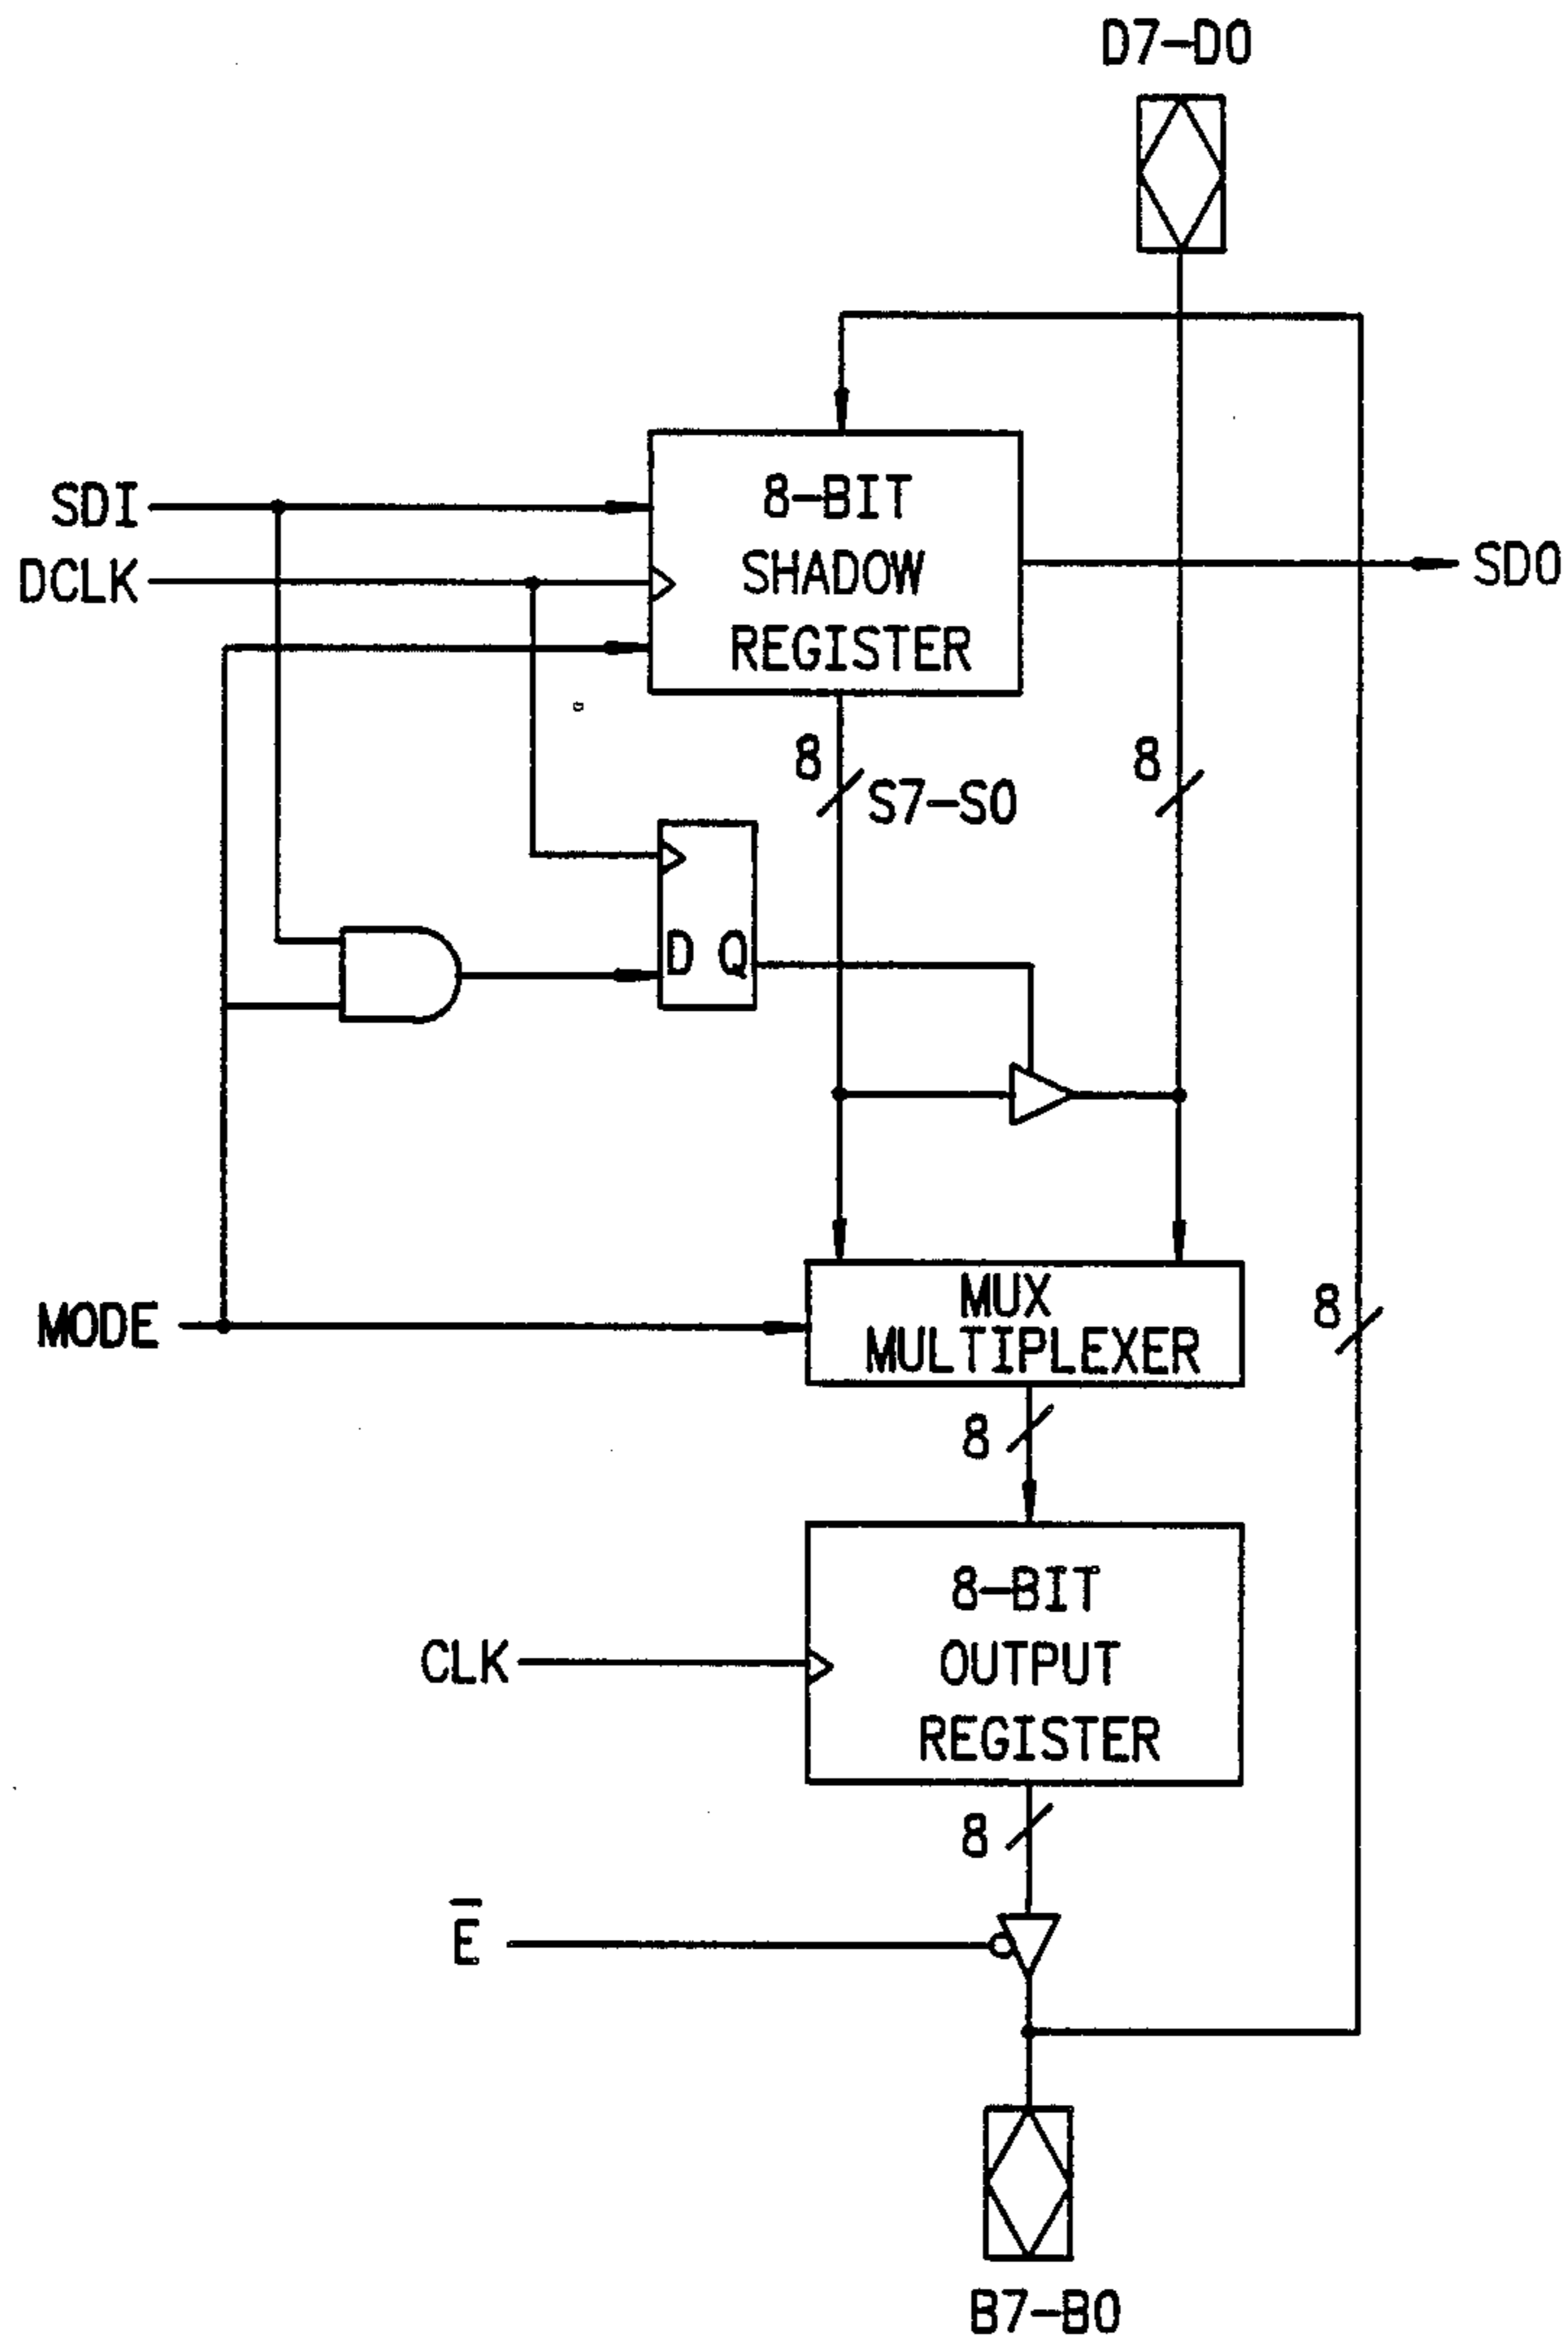 D7-D0
SDI
DCLK
8-BIT
SHADOW
REGISTER
SDO
8
S7-S0
8
D Q
MODE
MUX
MULTIPLEXER
8
8
8-BIT
OUTPUT
REGISTER
CLK
8
E̅
B7-B0